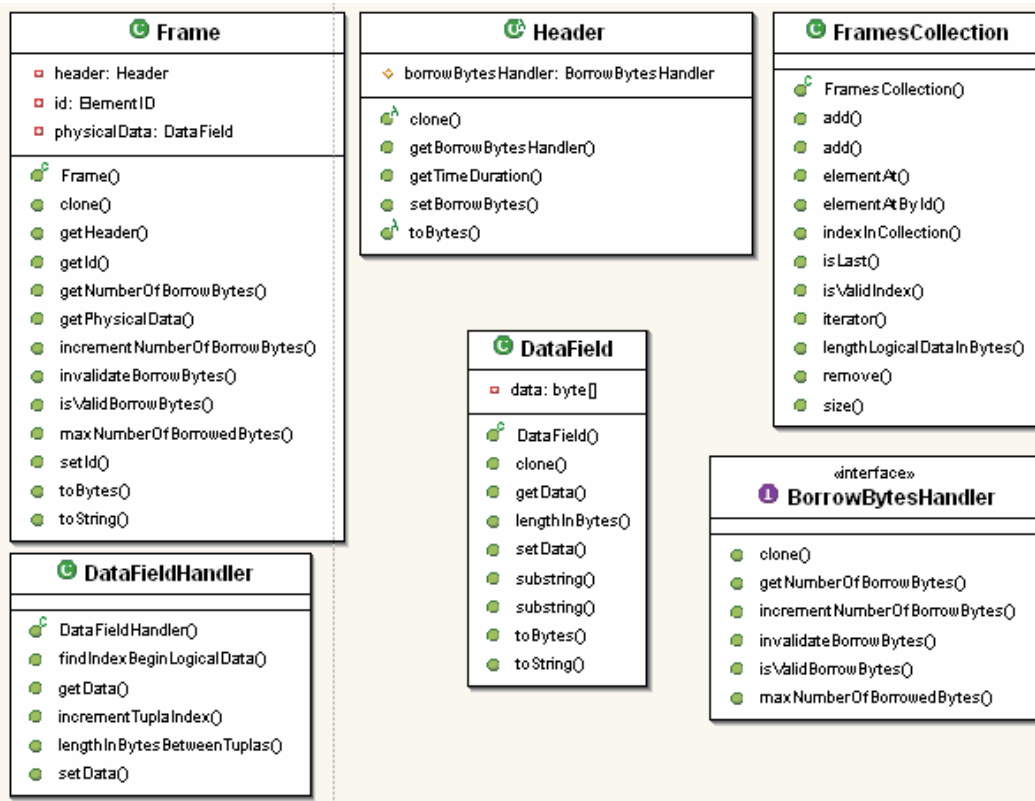 Frame
header: Header
id: ElementID
physicalData: DataField
Frame()
clone()
getHeader()
getId()
getNumberOfBorrowBytes()
getPhysicalData()
incrementNumberOfBorrowBytes()
invalidateBorrowBytes()
isValidBorrowBytes()
maxNumberOfBorrowedBytes()
setId()
toBytes()
toString()
Header
borrowBytesHandler: BorrowBytesHandler
clone()
getBorrowBytesHandler()
getTimeDuration()
setBorrowBytes()
toBytes()
FramesCollection
FramesCollection()
add()
add()
elementAt()
elementAtById()
indexInCollection()
isLast()
isValidIndex()
iterator()
lengthLogicalDataInBytes()
remove()
size()
DataField
data: byte[]
DataField()
clone()
getData()
lengthInBytes()
setData()
substring()
substring()
toBytes()
toString()
«interface»
BorrowBytesHandler
clone()
getNumberOfBorrowBytes()
incrementNumberOfBorrowBytes()
invalidateBorrowBytes()
isValidBorrowBytes()
maxNumberOfBorrowedBytes()
DataFieldHandler
DataFieldHandler()
findIndexBeginLogicalData()
getData()
incrementTuplaIndex()
lengthInBytesBetweenTuplas()
setData()